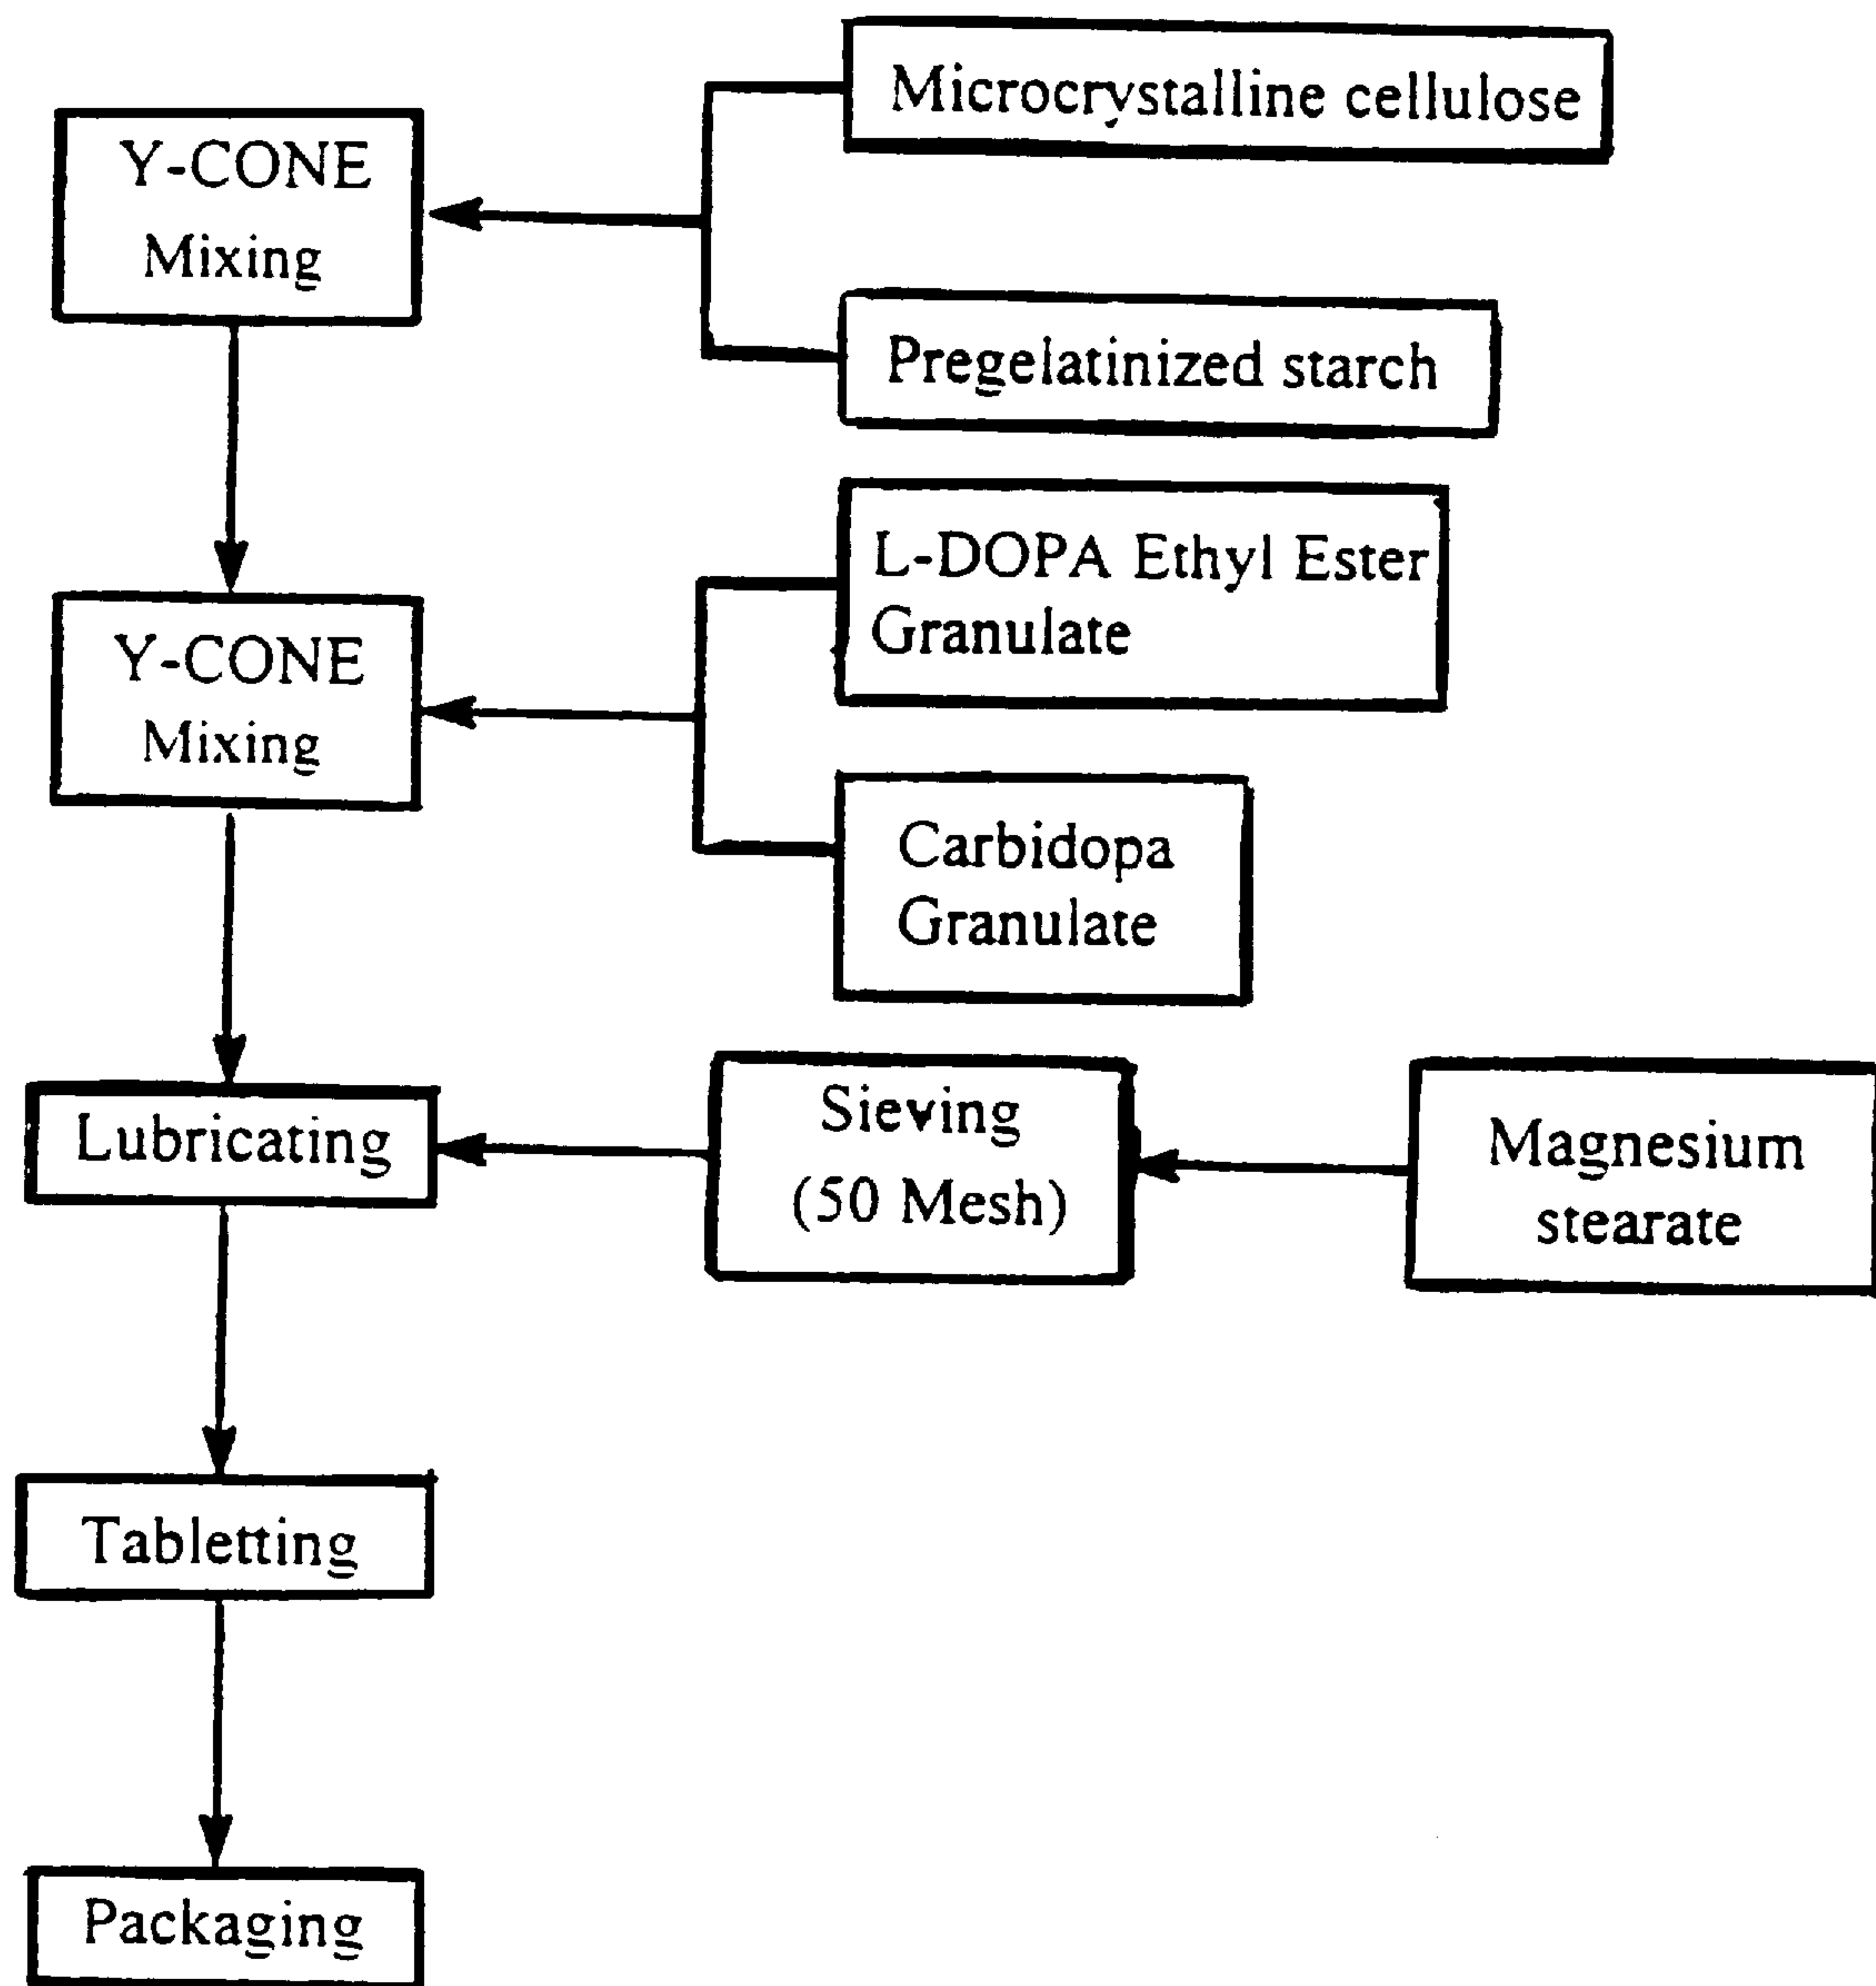 Y-CONE
Mixing
Microcrystalline cellulose
Pregelatinized starch
Y-CONE
Mixing
L-DOPA Ethyl Ester
Granulate
Carbidopa
Granulate
Lubricating
Sieving
(50 Mesh)
Magnesium
stearate
Tabletting
Packaging